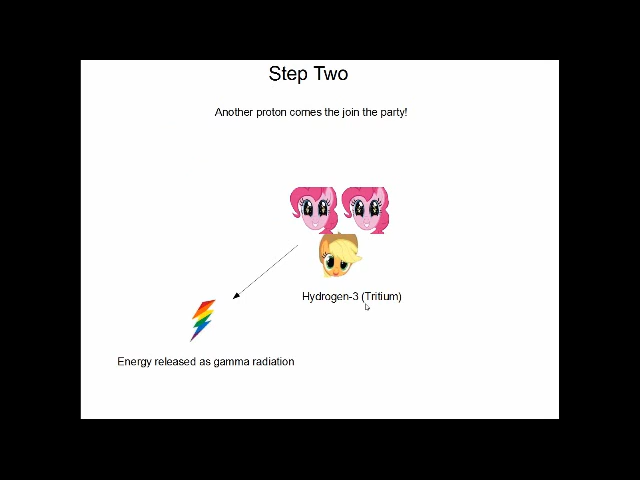 Step Two
Another proton comes the join the party!
Hydrogen-3 (Tritium)
Energy released as gamma radiation